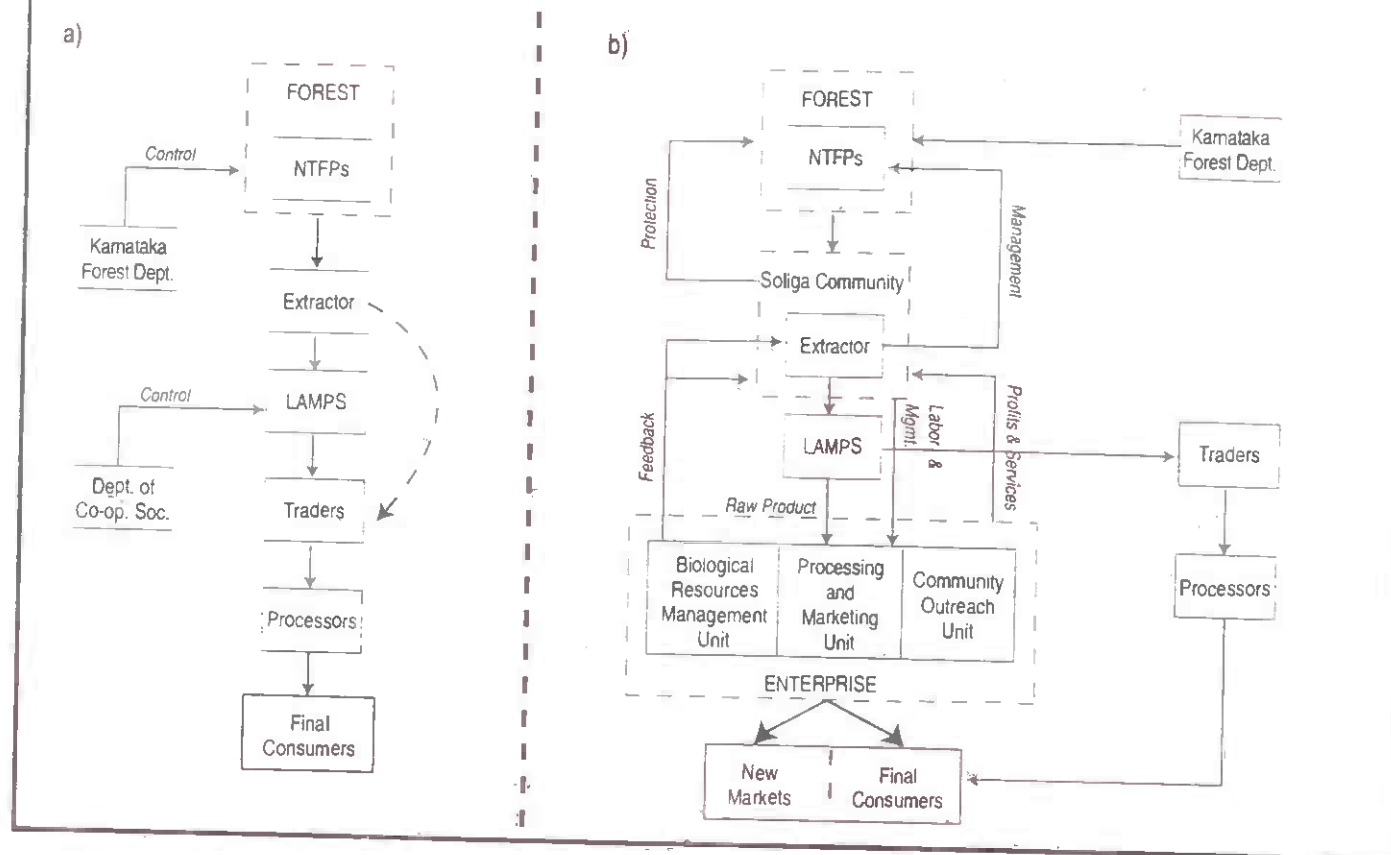 a)
FOREST
NTFPs
Control
Karnataka
Forest Dept.
Extractor
LAMPS
Control
Dept. of
Co-op. Soc.
Traders
Processors
Final
Consumers
b)
FOREST
NTFPs
Karnataka
Forest Dept.
Protection
Management
Soliga Community
Extractor
LAMPS
Feedback
Labor &
Mgmt.
Profits & Services
Traders
Raw Product
Biological
Resources
Management
Unit
Processing
and
Marketing
Unit
Community
Outreach
Unit
Processors
ENTERPRISE
New
Markets
Final
Consumers